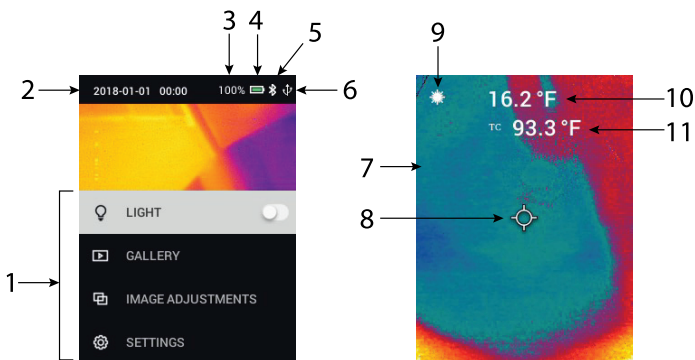 9
3 4 5
2 2018-01-01 00:00 100% 6
16.2 °F 10
TC 93.3 °F 11
7
1
LIGHT
8
GALLERY
IMAGE ADJUSTMENTS
SETTINGS